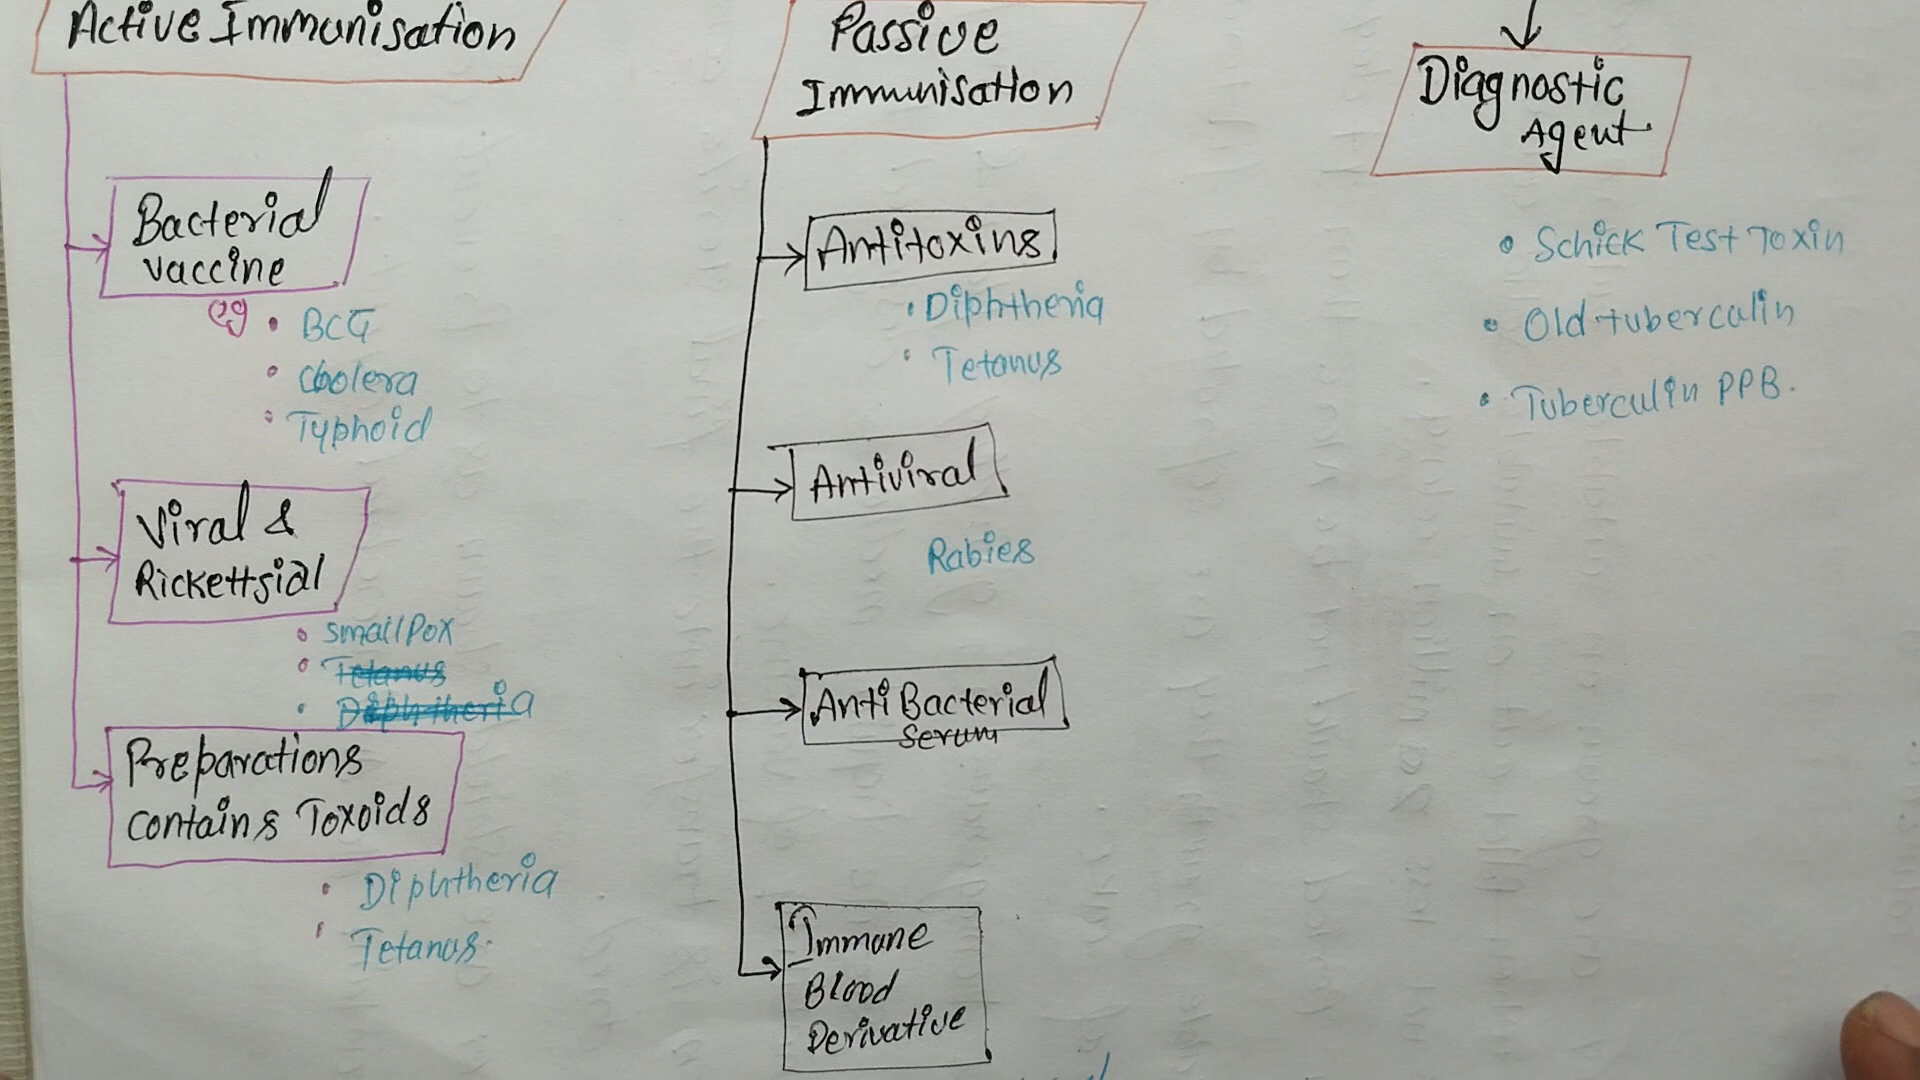 Active Immunisation
Bacterial
vaccine
eg • BCG
• Cholera
• Typhoid
Viral &
Rickettsial
• smallpox
• Tetanus
• Diphtheria
Preparations
contains Toxoids
• Diphtheria
• Tetanus.
Passive
Immunisation
Antitoxins
• Diphtheria
• Tetanus
Antiviral
Rabies
Anti Bacterial
Serum
Immune
Blood
Derivative
Diagnostic
Agent
• Schick Test Toxin
• Old tuberculin
• Tuberculin PPB.